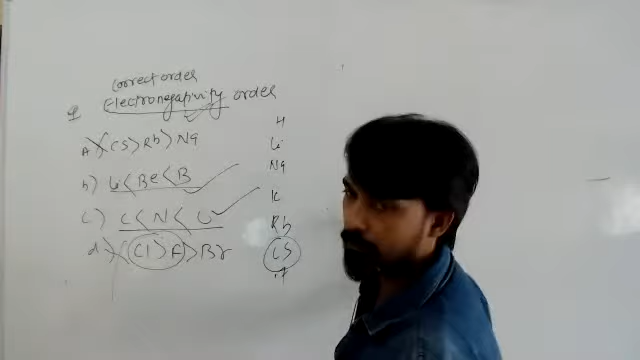 Correct order
Q Electronegativity order
A) Cs > Rb > Na
b) Li < Be < B
c) C < N < O
d) Cl > F > Br
H
Li
Na
K
Rb
Cs